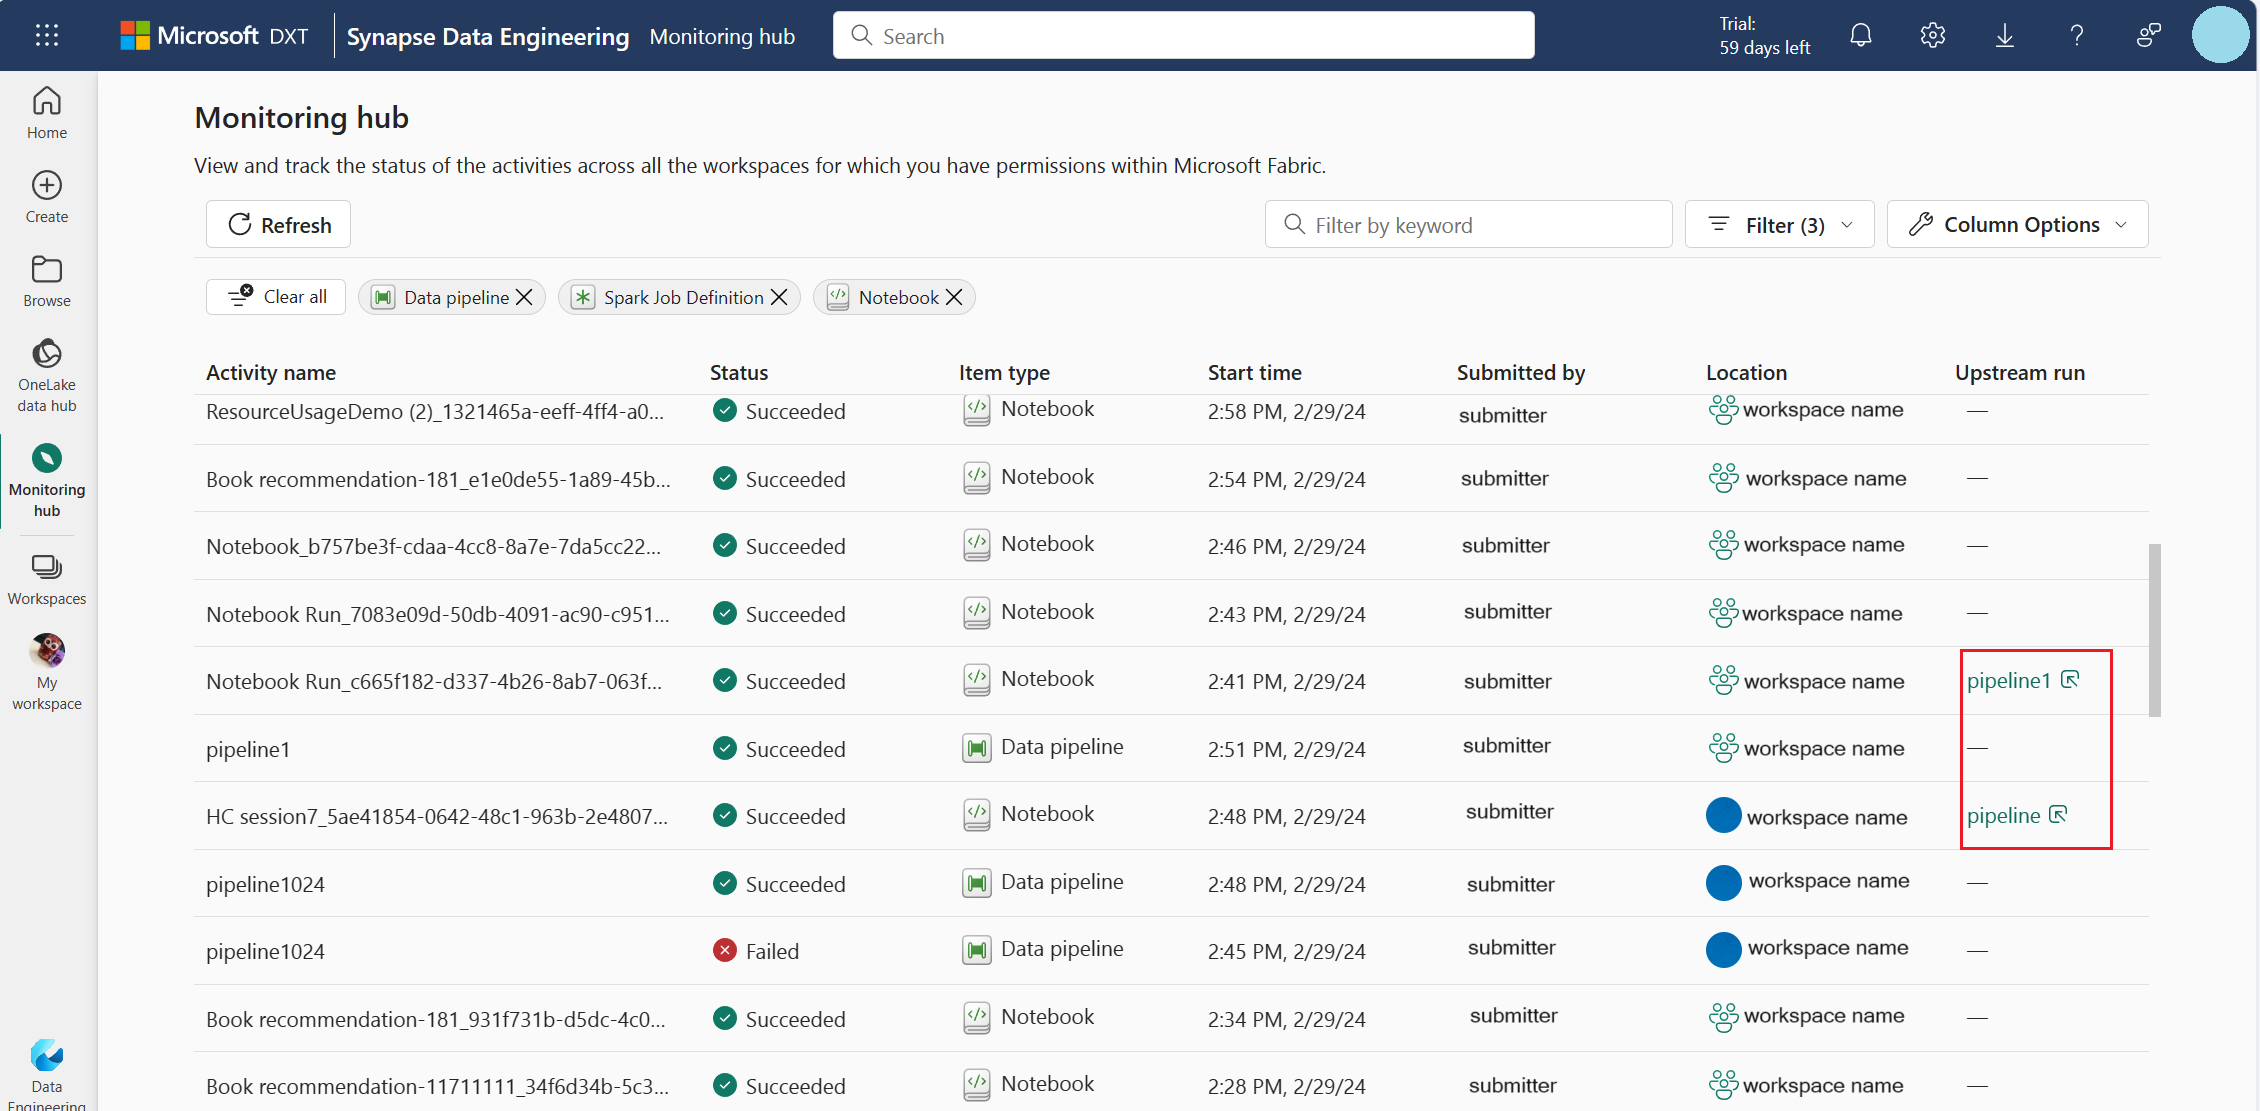 Microsoft DXT Synapse Data Engineering Monitoring hub Search Trial: 59 days left
Home
Create
Browse
OneLake
data hub
Monitoring
hub
Workspaces
My
workspace
Data
Engineering
Monitoring hub
View and track the status of the activities across all the workspaces for which you have permissions within Microsoft Fabric.
Refresh Filter by keyword Filter (3) Column Options
Clear all Data pipeline Spark Job Definition Notebook
Activity name Status Item type Start time Submitted by Location Upstream run
ResourceUsageDemo (2)_1321465a-eeff-4ff4-a0... Succeeded Notebook 2:58 PM, 2/29/24 submitter workspace name —
Book recommendation-181_e1e0de55-1a89-45b... Succeeded Notebook 2:54 PM, 2/29/24 submitter workspace name —
Notebook_b757be3f-cdaa-4cc8-8a7e-7da5cc22... Succeeded Notebook 2:46 PM, 2/29/24 submitter workspace name —
Notebook Run_7083e09d-50db-4091-ac90-c951... Succeeded Notebook 2:43 PM, 2/29/24 submitter workspace name —
Notebook Run_c665f182-d337-4b26-8ab7-063f... Succeeded Notebook 2:41 PM, 2/29/24 submitter workspace name pipeline1
pipeline1 Succeeded Data pipeline 2:51 PM, 2/29/24 submitter workspace name —
HC session7_5ae41854-0642-48c1-963b-2e4807... Succeeded Notebook 2:48 PM, 2/29/24 submitter workspace name pipeline
pipeline1024 Succeeded Data pipeline 2:48 PM, 2/29/24 submitter workspace name —
pipeline1024 Failed Data pipeline 2:45 PM, 2/29/24 submitter workspace name —
Book recommendation-181_931f731b-d5dc-4c0... Succeeded Notebook 2:34 PM, 2/29/24 submitter workspace name —
Book recommendation-11711111_34f6d34b-5c3... Succeeded Notebook 2:28 PM, 2/29/24 submitter workspace name —